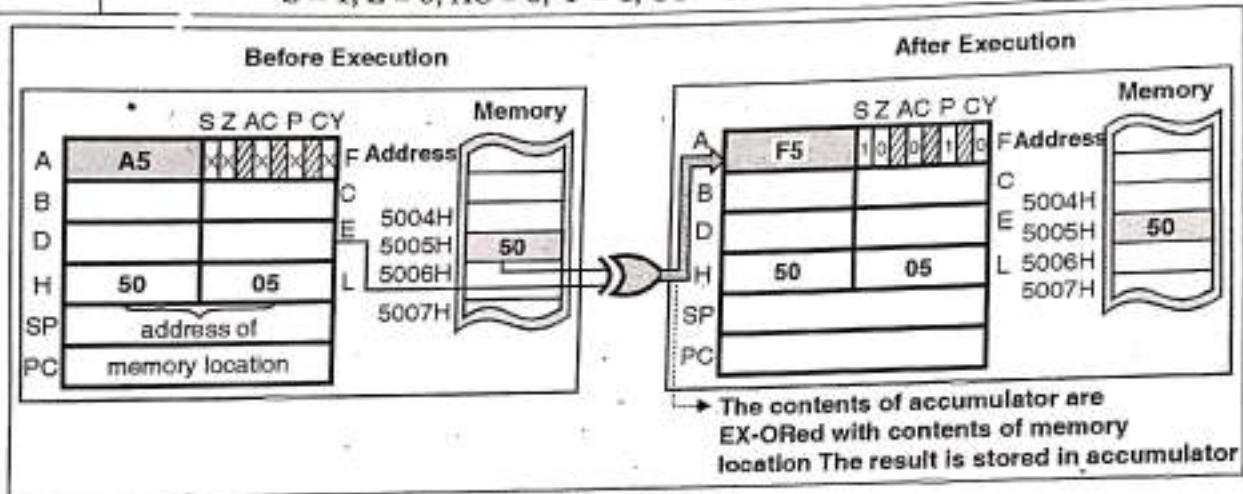 Before Execution
After Execution
Memory
S Z AC P CY
A A5 x x x x x F Address
B C
5004H
D E 5005H 50
5006H
H 50 05 L
5007H
SP address of
PC memory location
Memory
S Z AC P CY
A F5 1 0 0 1 0 F Address
B C
5004H
D E 5005H 50
5006H
H 50 05 L
5007H
SP
PC
The contents of accumulator are
EX-ORed with contents of memory
location The result is stored in accumulator